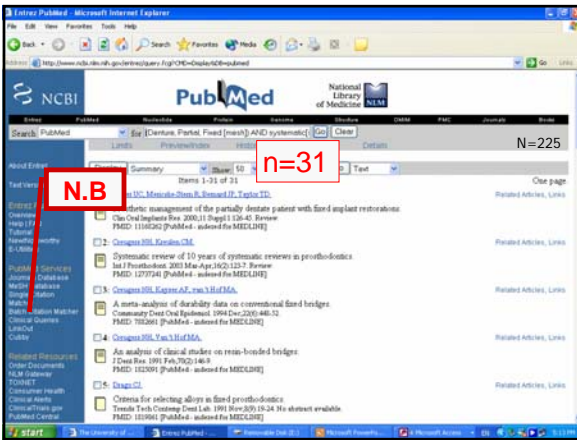 Entrez PubMed - Microsoft Internet Explorer
File Edit View Favorites Tools Help
Back Search Favorites Media
Address http://www.ncbi.nlm.nih.gov/entrez/query.fcgi?CMD=Display&DB=pubmed Go Links
NCBI PubMed National Library of Medicine NLM
Entrez PubMed Nucleotide Protein Genome Structure OMIM PMC Journals Books
Search PubMed for (Denture, Partial, Fixed [mesh]) AND systematic[ Go Clear
N=225
Limits Preview/Index Details
n=31
About Entrez
Summary Show: 50 Text
Text Version
Items 1-31 of 31 One page.
N.B
Related Articles, Links
management of the partially dentate patient with fixed implant restorations.
Clin Oral Implants Res. 2000;11 Suppl 1:126-45. Review.
PMID: 11168262 [PubMed - indexed for MEDLINE]
2: Creugers NH, Kreulen CM. Related Articles, Links
Systematic review of 10 years of systematic reviews in prosthodontics.
Int J Prosthodont. 2003 Mar-Apr;16(2):123-7. Review.
PMID: 12737241 [PubMed - indexed for MEDLINE]
3: Creugers NH, Kayser AF, van 't Hof MA. Related Articles, Links
A meta-analysis of durability data on conventional fixed bridges.
Community Dent Oral Epidemiol. 1994 Dec;22(6):448-52.
PMID: 7882661 [PubMed - indexed for MEDLINE]
4: Creugers NH, Van 't Hof MA. Related Articles, Links
An analysis of clinical studies on resin-bonded bridges.
J Dent Res. 1991 Feb;70(2):146-9.
PMID: 1825091 [PubMed - indexed for MEDLINE]
5: Drago CJ. Related Articles, Links
Criteria for selecting alloys in fixed prosthodontics.
Trends Tech Contemp Dent Lab. 1991 Nov;8(9):19-24. No abstract available.
PMID: 1819961 [PubMed - indexed for MEDLINE]
Overview
Help | FAQ
Tutorial
New/Noteworthy
E-Utilities
PubMed Services
Journals Database
MeSH Database
Single Citation
Matcher
Batch Citation Matcher
Clinical Queries
LinkOut
Cubby
Related Resources
Order Documents
NLM Gateway
TOXNET
Consumer Health
Clinical Alerts
ClinicalTrials.gov
PubMed Central
start The University of ... Entrez PubMed - ... Removable Disk (E:) Microsoft PowerPo... Microsoft Access EN